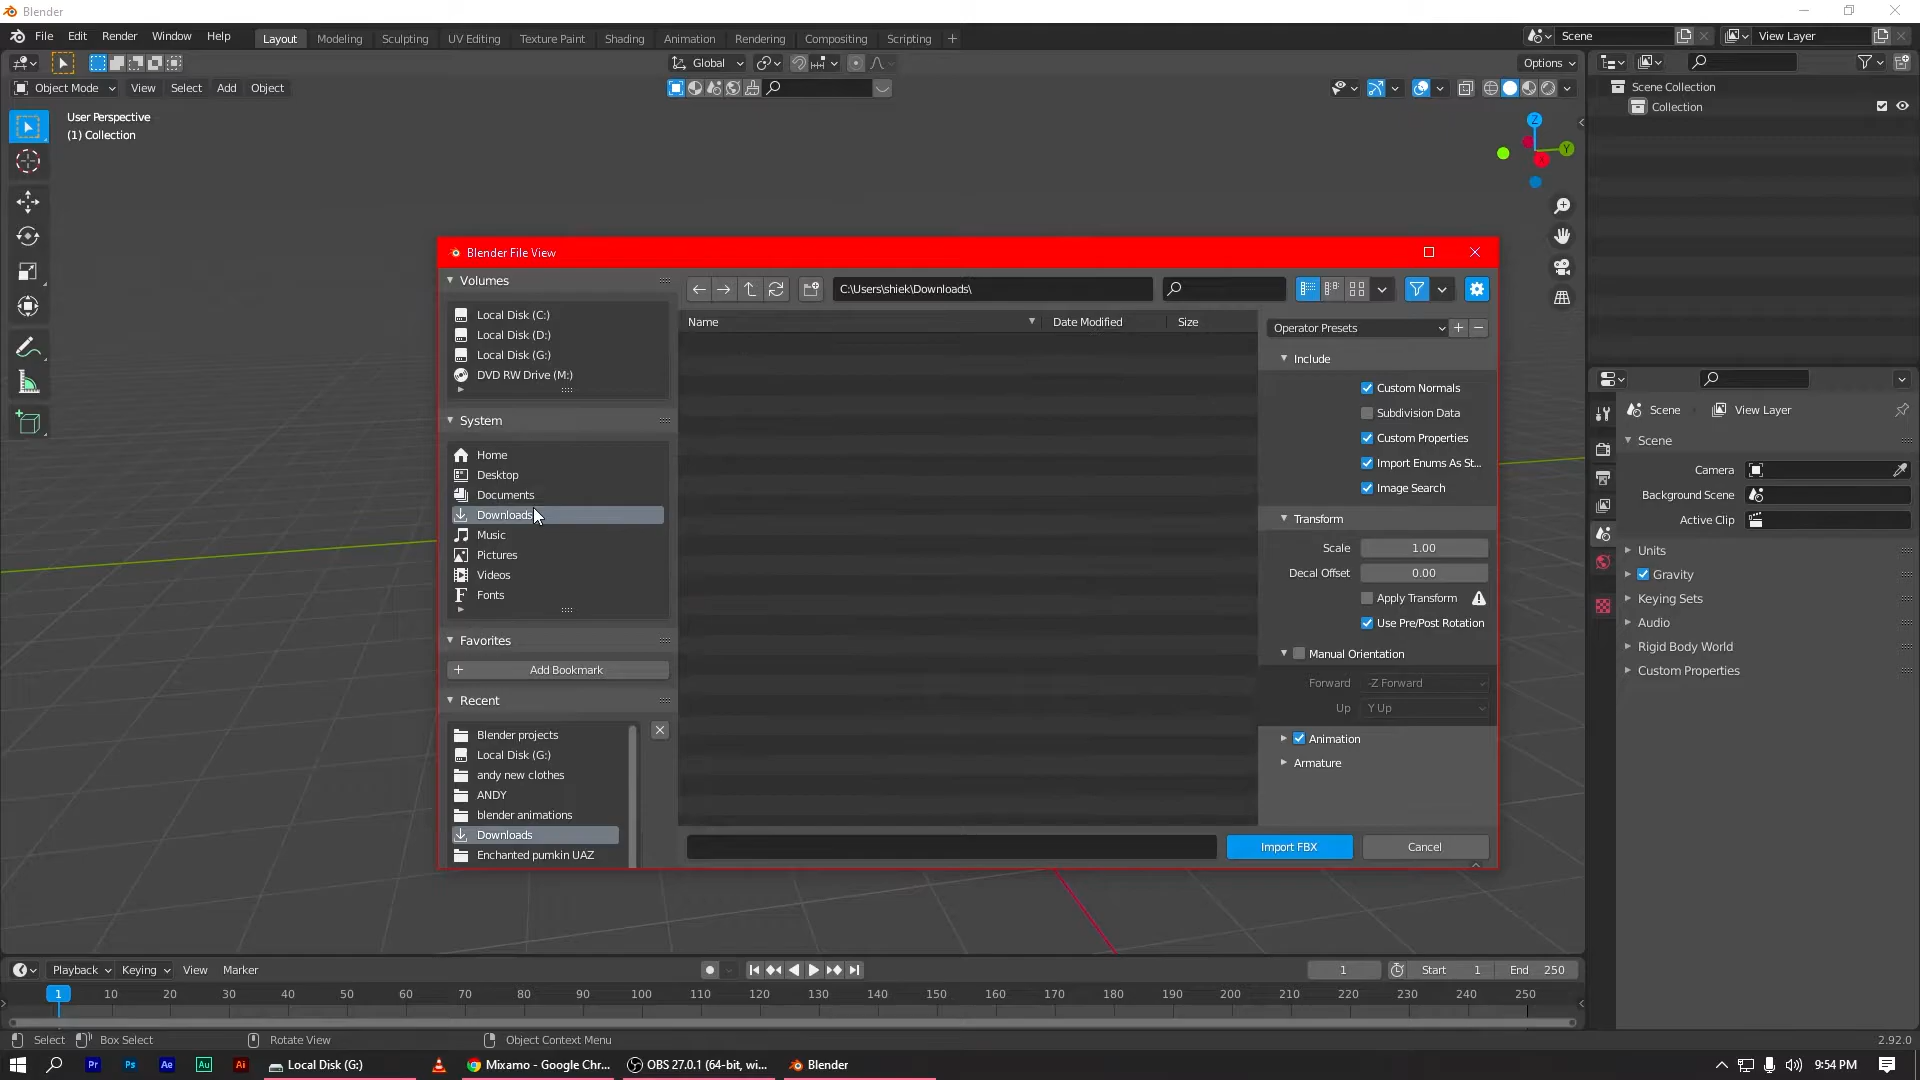 Blender
File Edit Render Window Help
Layout Modeling Sculpting UV Editing Texture Paint Shading Animation Rendering Compositing Scripting +
Scene
View Layer
Global
Options
Object Mode View Select Add Object
User Perspective
(1) Collection
Z
Y
X
Scene Collection
Collection
Blender File View
Volumes
Local Disk (C:)
Local Disk (D:)
Local Disk (G:)
DVD RW Drive (M:)
System
Home
Desktop
Documents
Downloads
Music
Pictures
Videos
Fonts
Favorites
Add Bookmark
Recent
Blender projects
Local Disk (G:)
andy new clothes
ANDY
blender animations
Downloads
Enchanted pumkin UAZ
C:\Users\shiek\Downloads\
Name Date Modified Size
Operator Presets
Include
Custom Normals
Subdivision Data
Custom Properties
Import Enums As St...
Image Search
Transform
Scale 1.00
Decal Offset 0.00
Apply Transform
Use Pre/Post Rotation
Manual Orientation
Forward -Z Forward
Up Y Up
Animation
Armature
Import FBX
Cancel
Scene View Layer
Scene
Camera
Background Scene
Active Clip
Units
Gravity
Keying Sets
Audio
Rigid Body World
Custom Properties
Playback Keying View Marker
1
Start 1
End 250
1 10 20 30 40 50 60 70 80 90 100 110 120 130 140 150 160 170 180 190 200 210 220 230 240 250
Select Box Select Rotate View Object Context Menu
2.92.0
Pr Ps Ae Au Ai
Local Disk (G:)
Mixamo - Google Chr...
OBS 27.0.1 (64-bit, wi...
Blender
9:54 PM